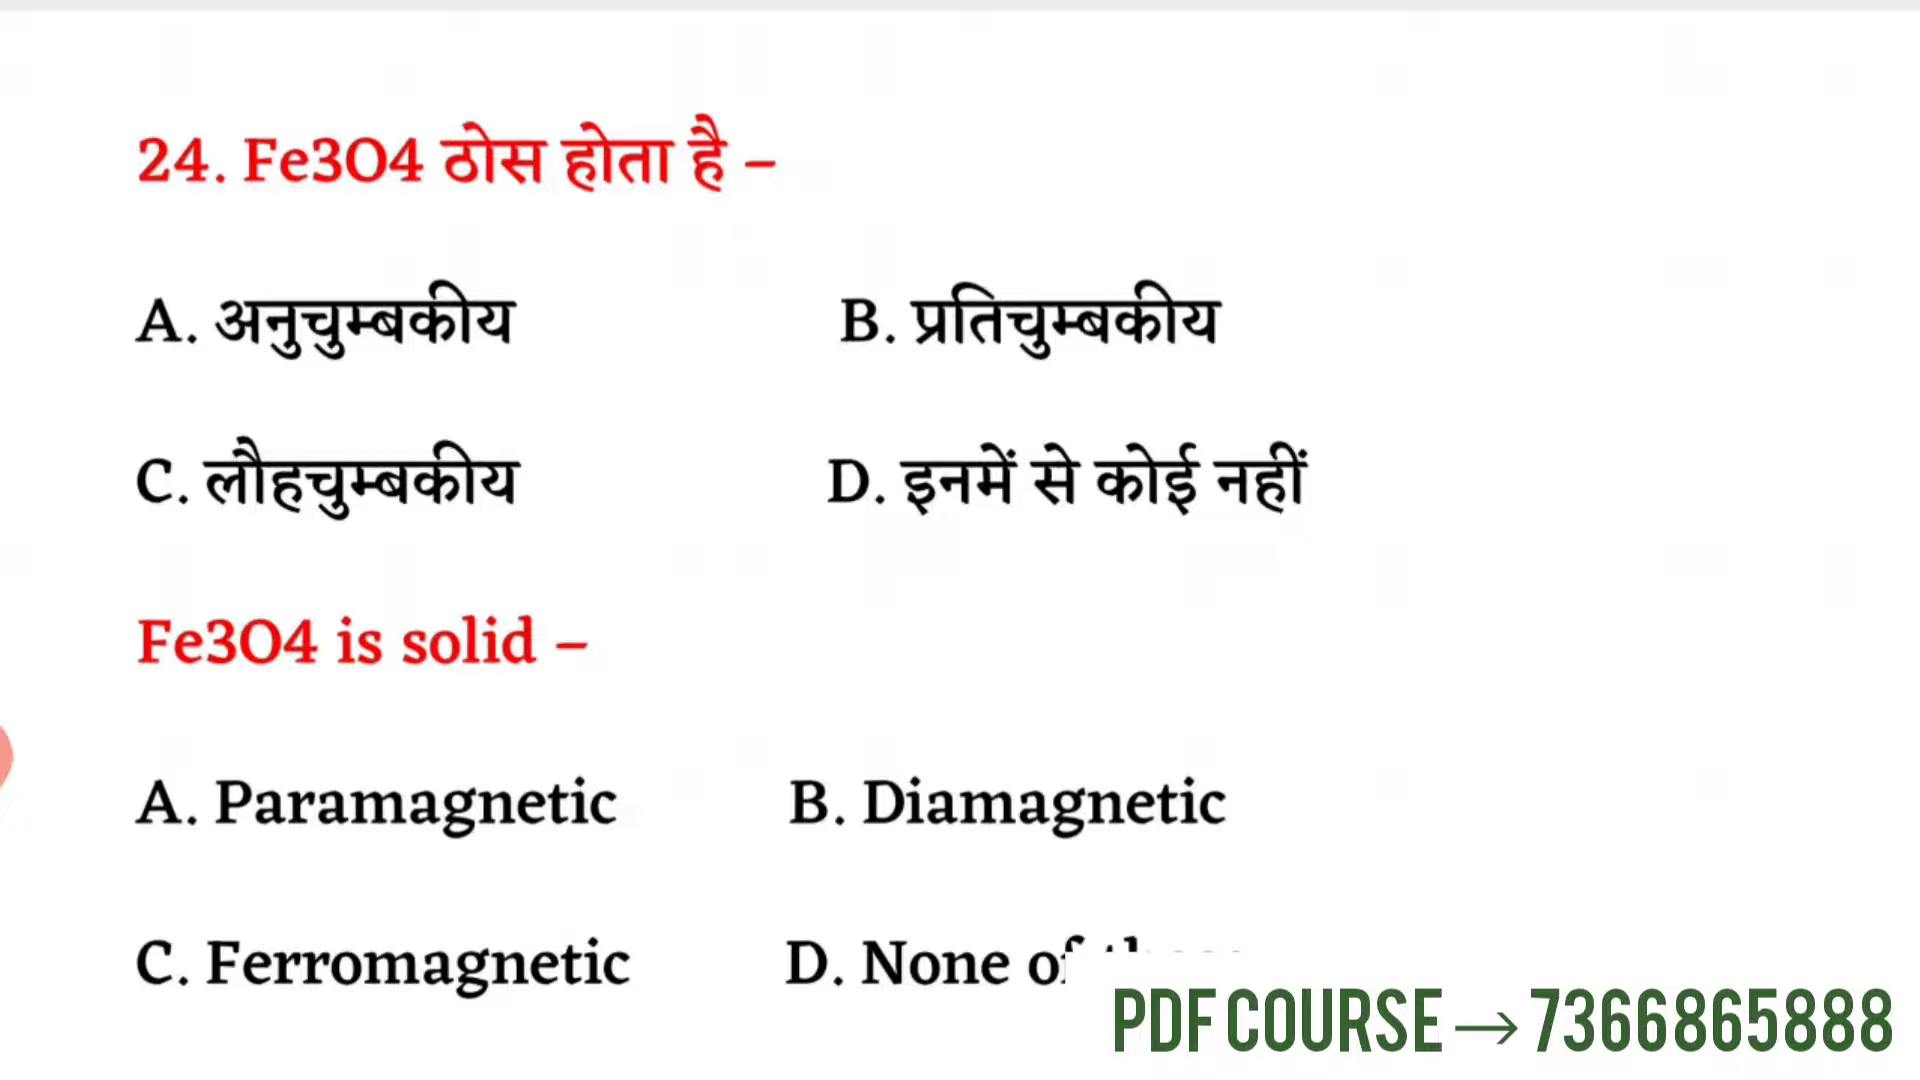 24. Fe3O4 ठोस होता है –
A. अनुचुम्बकीय B. प्रतिचुम्बकीय
C. लौहचुम्बकीय D. इनमें से कोई नहीं
Fe3O4 is solid –
A. Paramagnetic B. Diamagnetic
C. Ferromagnetic D. None of
PDF COURSE → 7366865888